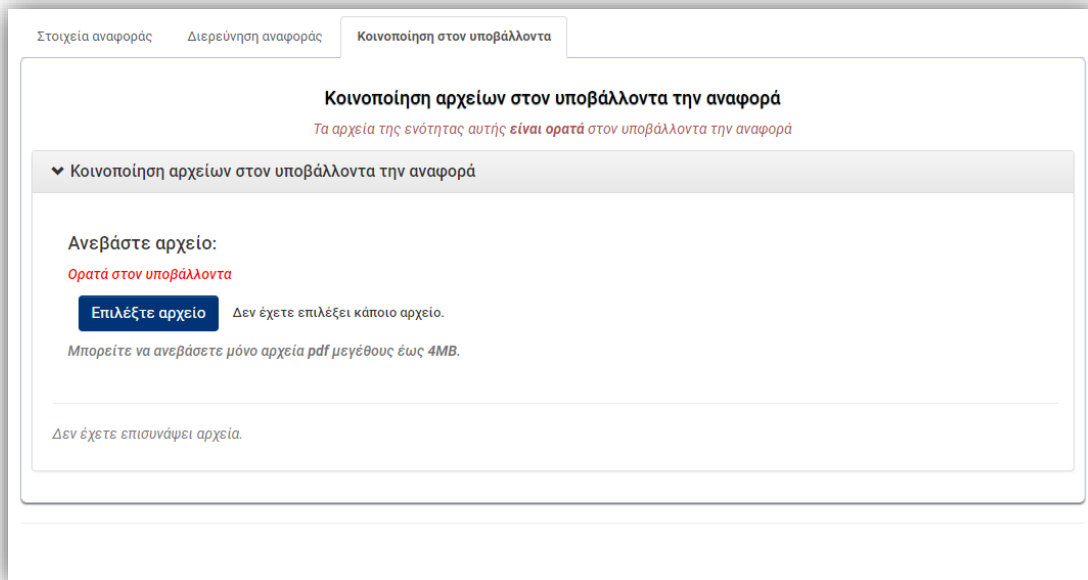 Στοιχεία αναφοράς Διερεύνηση αναφοράς Κοινοποίηση στον υποβάλλοντα
Κοινοποίηση αρχείων στον υποβάλλοντα την αναφορά
Τα αρχεία της ενότητας αυτής είναι ορατά στον υποβάλλοντα την αναφορά
Κοινοποίηση αρχείων στον υποβάλλοντα την αναφορά
Ανεβάστε αρχείο:
Ορατά στον υποβάλλοντα
Επιλέξτε αρχείο Δεν έχετε επιλέξει κάποιο αρχείο.
Μπορείτε να ανεβάσετε μόνο αρχεία pdf μεγέθους έως 4MB.
Δεν έχετε επισυνάψει αρχεία.